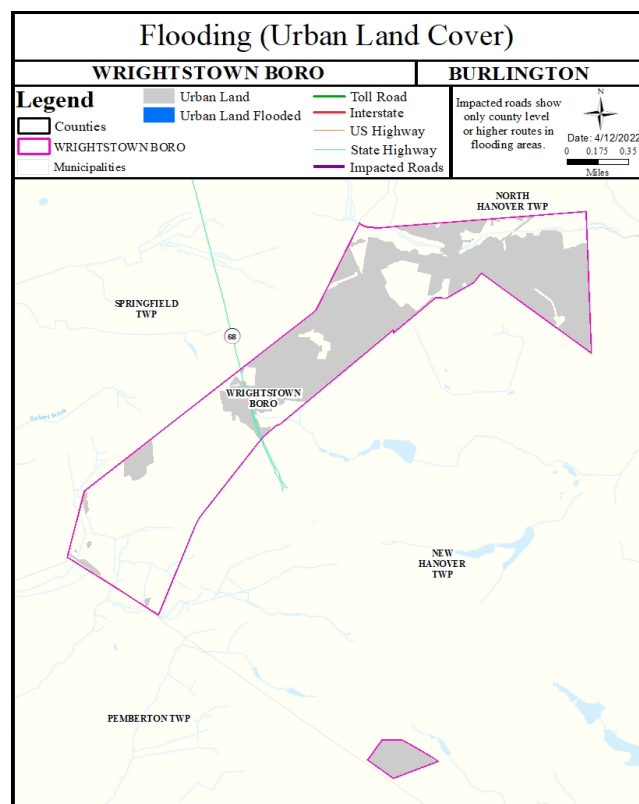 Flooding (Urban Land Cover)
WRIGHTSTOWN BORO
BURLINGTON
Legend
Counties
WRIGHTSTOWN BORO
Municipalities
Urban Land
Urban Land Flooded
Toll Road
Interstate
US Highway
State Highway
Impacted Roads
Impacted roads show
only county level
or higher routes in
flooding areas.
N
Date: 4/12/2022
0 0.175 0.35
Miles
NORTH
HANOVER TWP
SPRINGFIELD
TWP
68
WRIGHTSTOWN
BORO
NEW
HANOVER
TWP
PEMBERTON TWP